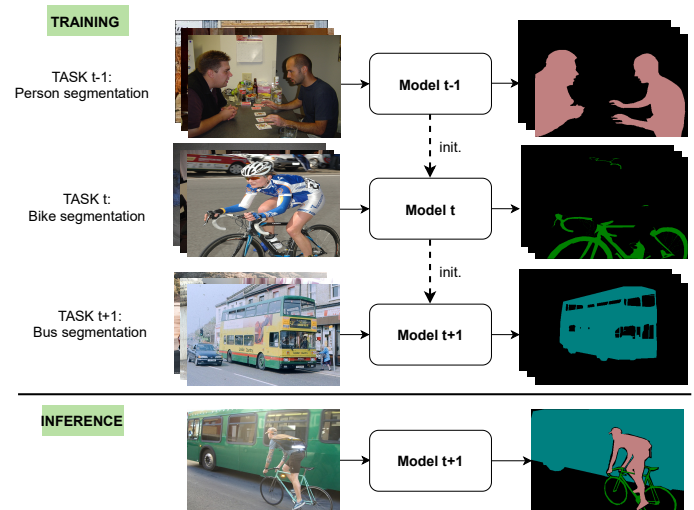 TRAINING
TASK t-1:
Person segmentation
Model t-1
init.
TASK t:
Bike segmentation
Model t
init.
TASK t+1:
Bus segmentation
Model t+1
INFERENCE
Model t+1